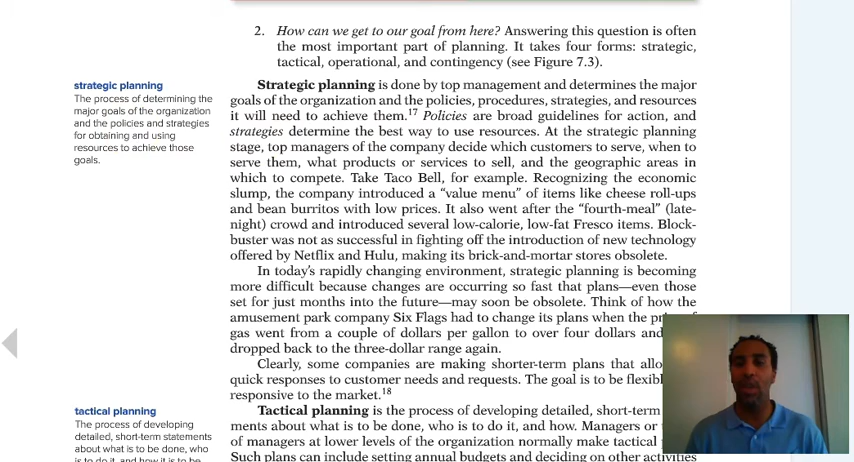 2. How can we get to our goal from here? Answering this question is often
the most important part of planning. It takes four forms: strategic,
tactical, operational, and contingency (see Figure 7.3).
strategic planning
The process of determining the
major goals of the organization
and the policies and strategies
for obtaining and using
resources to achieve those
goals.
Strategic planning is done by top management and determines the major
goals of the organization and the policies, procedures, strategies, and resources
it will need to achieve them.17 Policies are broad guidelines for action, and
strategies determine the best way to use resources. At the strategic planning
stage, top managers of the company decide which customers to serve, when to
serve them, what products or services to sell, and the geographic areas in
which to compete. Take Taco Bell, for example. Recognizing the economic
slump, the company introduced a “value menu” of items like cheese roll-ups
and bean burritos with low prices. It also went after the “fourth-meal” (late-
night) crowd and introduced several low-calorie, low-fat Fresco items. Block-
buster was not as successful in fighting off the introduction of new technology
offered by Netflix and Hulu, making its brick-and-mortar stores obsolete.
In today’s rapidly changing environment, strategic planning is becoming
more difficult because changes are occurring so fast that plans—even those
set for just months into the future—may soon be obsolete. Think of how the
amusement park company Six Flags had to change its plans when the
gas went from a couple of dollars per gallon to over four dollars and
dropped back to the three-dollar range again.
Clearly, some companies are making shorter-term plans that
quick responses to customer needs and requests. The goal is to be
responsive to the market.18
tactical planning
The process of developing
detailed, short-term statements
about what is to be done, who
is to do it, and how it is to be
Tactical planning is the process of developing detailed, short-term
ments about what is to be done, who is to do it, and how. Managers or
of managers at lower levels of the organization normally make tactical
Such plans can include setting annual budgets and deciding on other activities